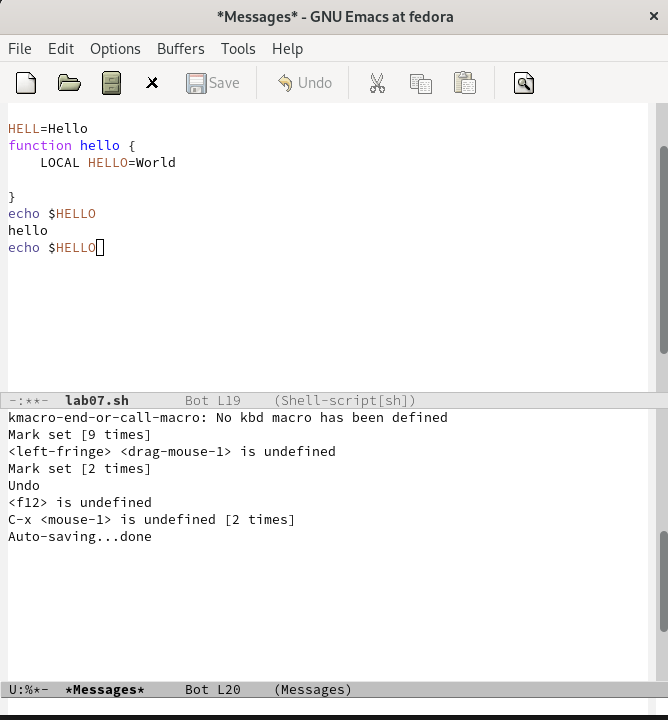 *Messages* - GNU Emacs at fedora
File Edit Options Buffers Tools Help
Save Undo
HELL=Hello
function hello {
    LOCAL HELLO=World
}
echo $HELLO
hello
echo $HELLO
-:**-  lab07.sh       Bot L19    (Shell-script[sh])
kmacro-end-or-call-macro: No kbd macro has been defined
Mark set [9 times]
<left-fringe> <drag-mouse-1> is undefined
Mark set [2 times]
Undo
<f12> is undefined
C-x <mouse-1> is undefined [2 times]
Auto-saving...done
U:%*-  *Messages*     Bot L20    (Messages)